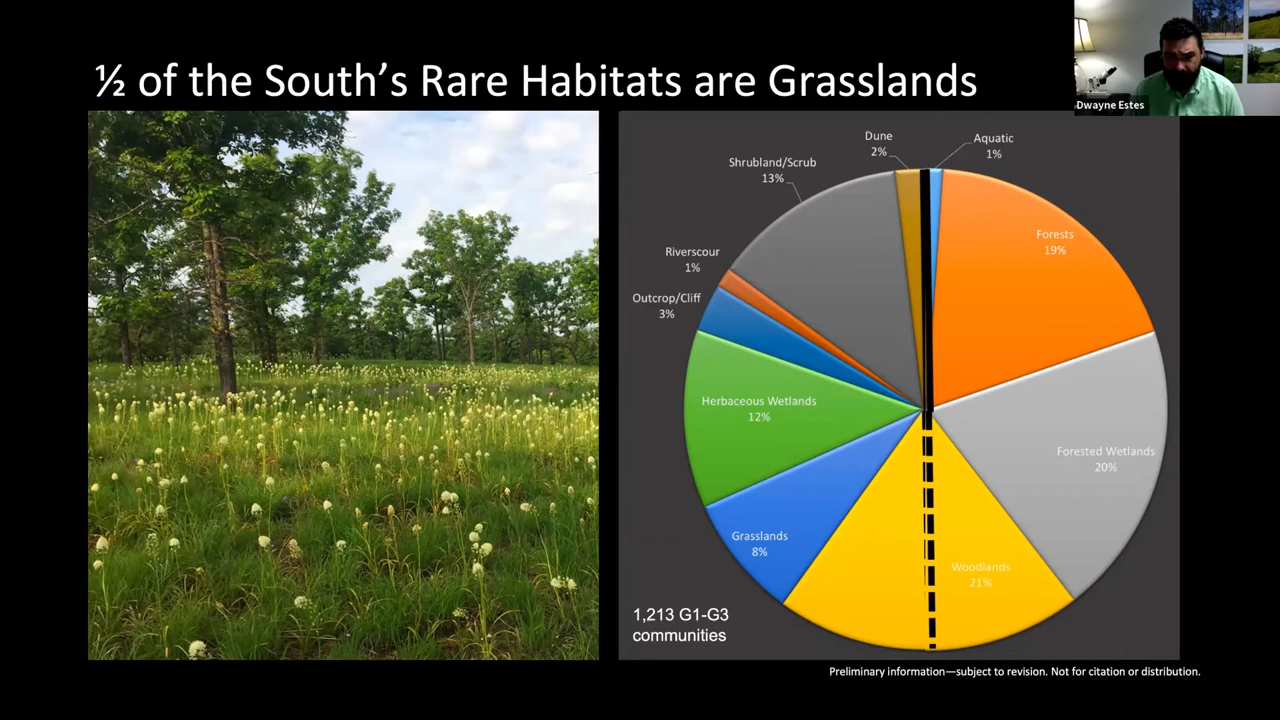 ½ of the South's Rare Habitats are Grasslands
Dwayne Estes
Dune
2%
Aquatic
1%
Shrubland/Scrub
13%
Forests
19%
Riverscour
1%
Outcrop/Cliff
3%
Herbaceous Wetlands
12%
Forested Wetlands
20%
Grasslands
8%
Woodlands
21%
1,213 G1-G3
communities
Preliminary information—subject to revision. Not for citation or distribution.